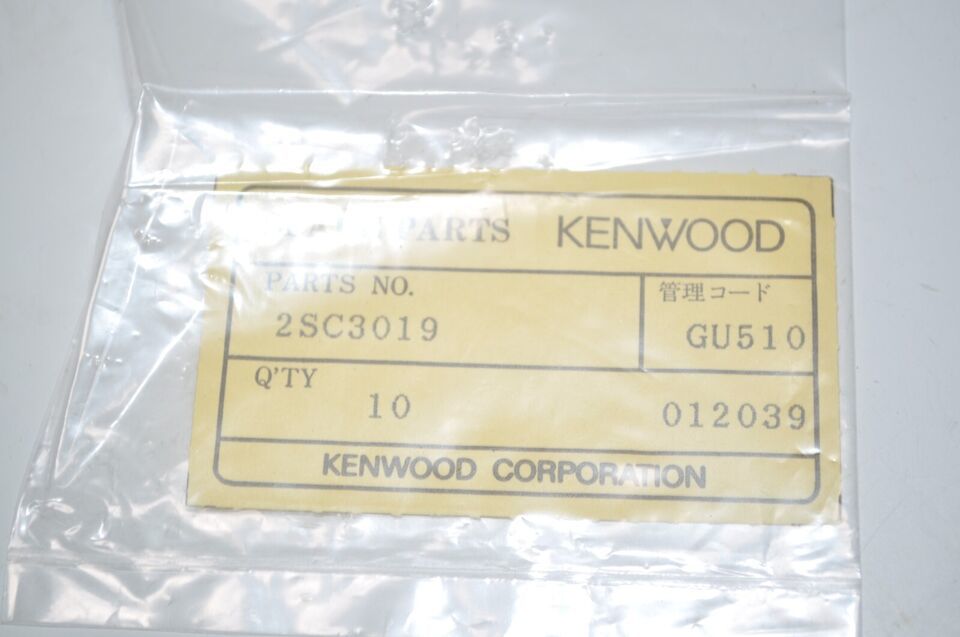 PARTS KENWOOD
PARTS NO. 管理コード
2SC3019 GU510
Q'TY
10 012039
KENWOOD CORPORATION